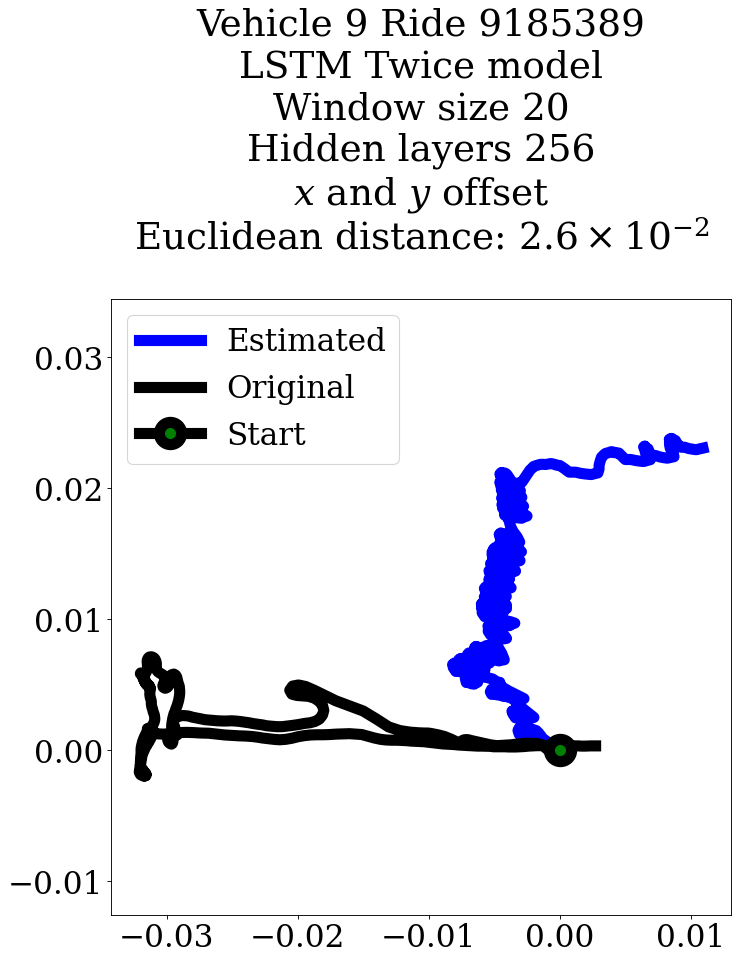 Vehicle 9 Ride 9185389
LSTM Twice model
Window size 20
Hidden layers 256
x and y offset
Euclidean distance: 2.6 × 10⁻²
Estimated
Original
Start
0.03
0.02
0.01
0.00
−0.01
−0.03
−0.02
−0.01
0.00
0.01